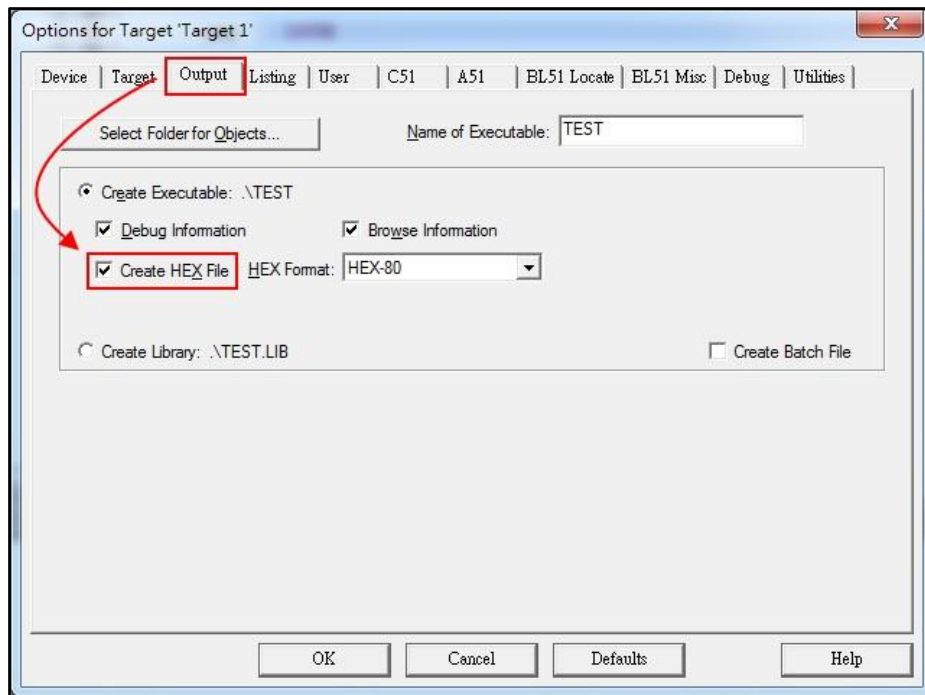 Options for Target 'Target 1'
Device Target Output Listing User C51 A51 BL51 Locate BL51 Misc Debug Utilities
Select Folder for Objects... Name of Executable: TEST
Create Executable: .\TEST
Debug Information Browse Information
Create HEX File HEX Format: HEX-80
Create Library: .\TEST.LIB Create Batch File
OK Cancel Defaults Help